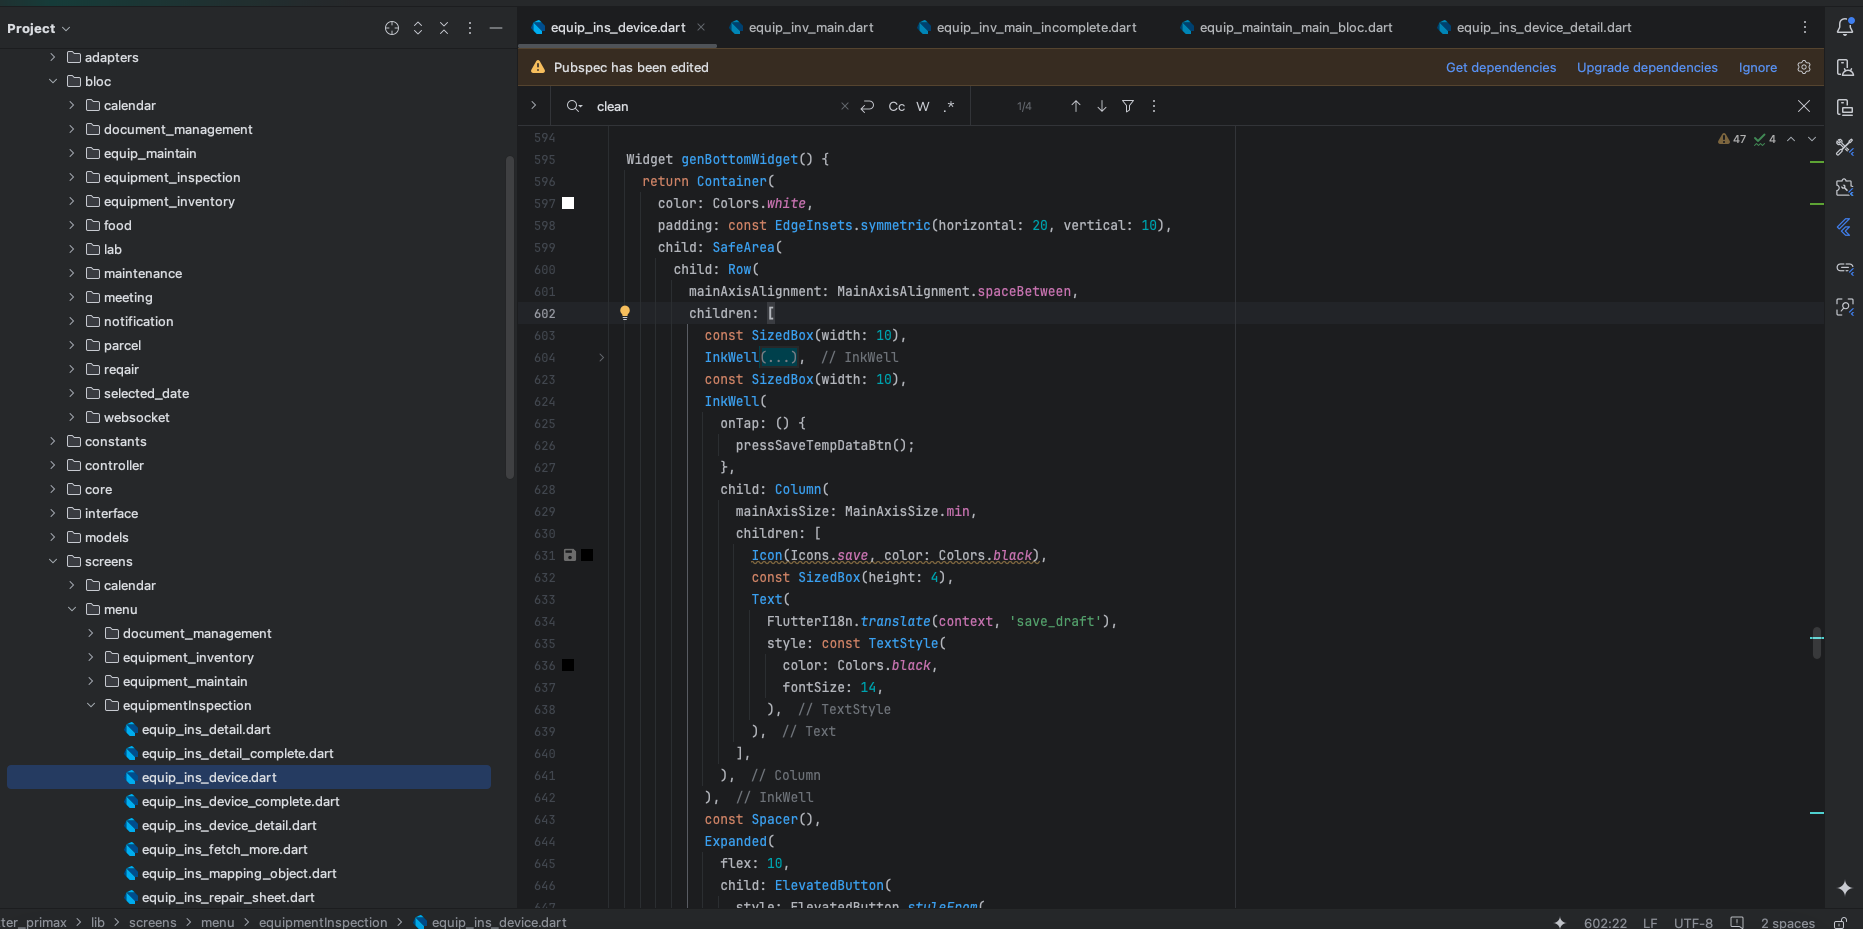 Project
adapters
bloc
calendar
document_management
equip_maintain
equipment_inspection
equipment_inventory
food
lab
maintenance
meeting
notification
parcel
reqair
selected_date
websocket
constants
controller
core
interface
models
screens
calendar
menu
document_management
equipment_inventory
equipment_maintain
equipmentInspection
equip_ins_detail.dart
equip_ins_detail_complete.dart
equip_ins_device.dart
equip_ins_device_complete.dart
equip_ins_device_detail.dart
equip_ins_fetch_more.dart
equip_ins_mapping_object.dart
equip_ins_repair_sheet.dart
equip_ins_device.dart equip_inv_main.dart equip_inv_main_incomplete.dart equip_maintain_main_bloc.dart equip_ins_device_detail.dart
Pubspec has been edited Get dependencies Upgrade dependencies Ignore
clean Cc W .* 1/4
47 4
594
595 Widget genBottomWidget() {
596 return Container(
597 color: Colors.white,
598 padding: const EdgeInsets.symmetric(horizontal: 20, vertical: 10),
599 child: SafeArea(
600 child: Row(
601 mainAxisAlignment: MainAxisAlignment.spaceBetween,
602 children: [
603 const SizedBox(width: 10),
604 InkWell(...), // InkWell
623 const SizedBox(width: 10),
624 InkWell(
625 onTap: () {
626 pressSaveTempDataBtn();
627 },
628 child: Column(
629 mainAxisSize: MainAxisSize.min,
630 children: [
631 Icon(Icons.save, color: Colors.black),
632 const SizedBox(height: 4),
633 Text(
634 FlutterI18n.translate(context, 'save_draft'),
635 style: const TextStyle(
636 color: Colors.black,
637 fontSize: 14,
638 ), // TextStyle
639 ), // Text
640 ],
641 ), // Column
642 ), // InkWell
643 const Spacer(),
644 Expanded(
645 flex: 10,
646 child: ElevatedButton(
647 style: ElevatedButton.styleFrom(
ter_primax > lib > screens > menu > equipmentInspection > equip_ins_device.dart
602:22 LF UTF-8 2 spaces